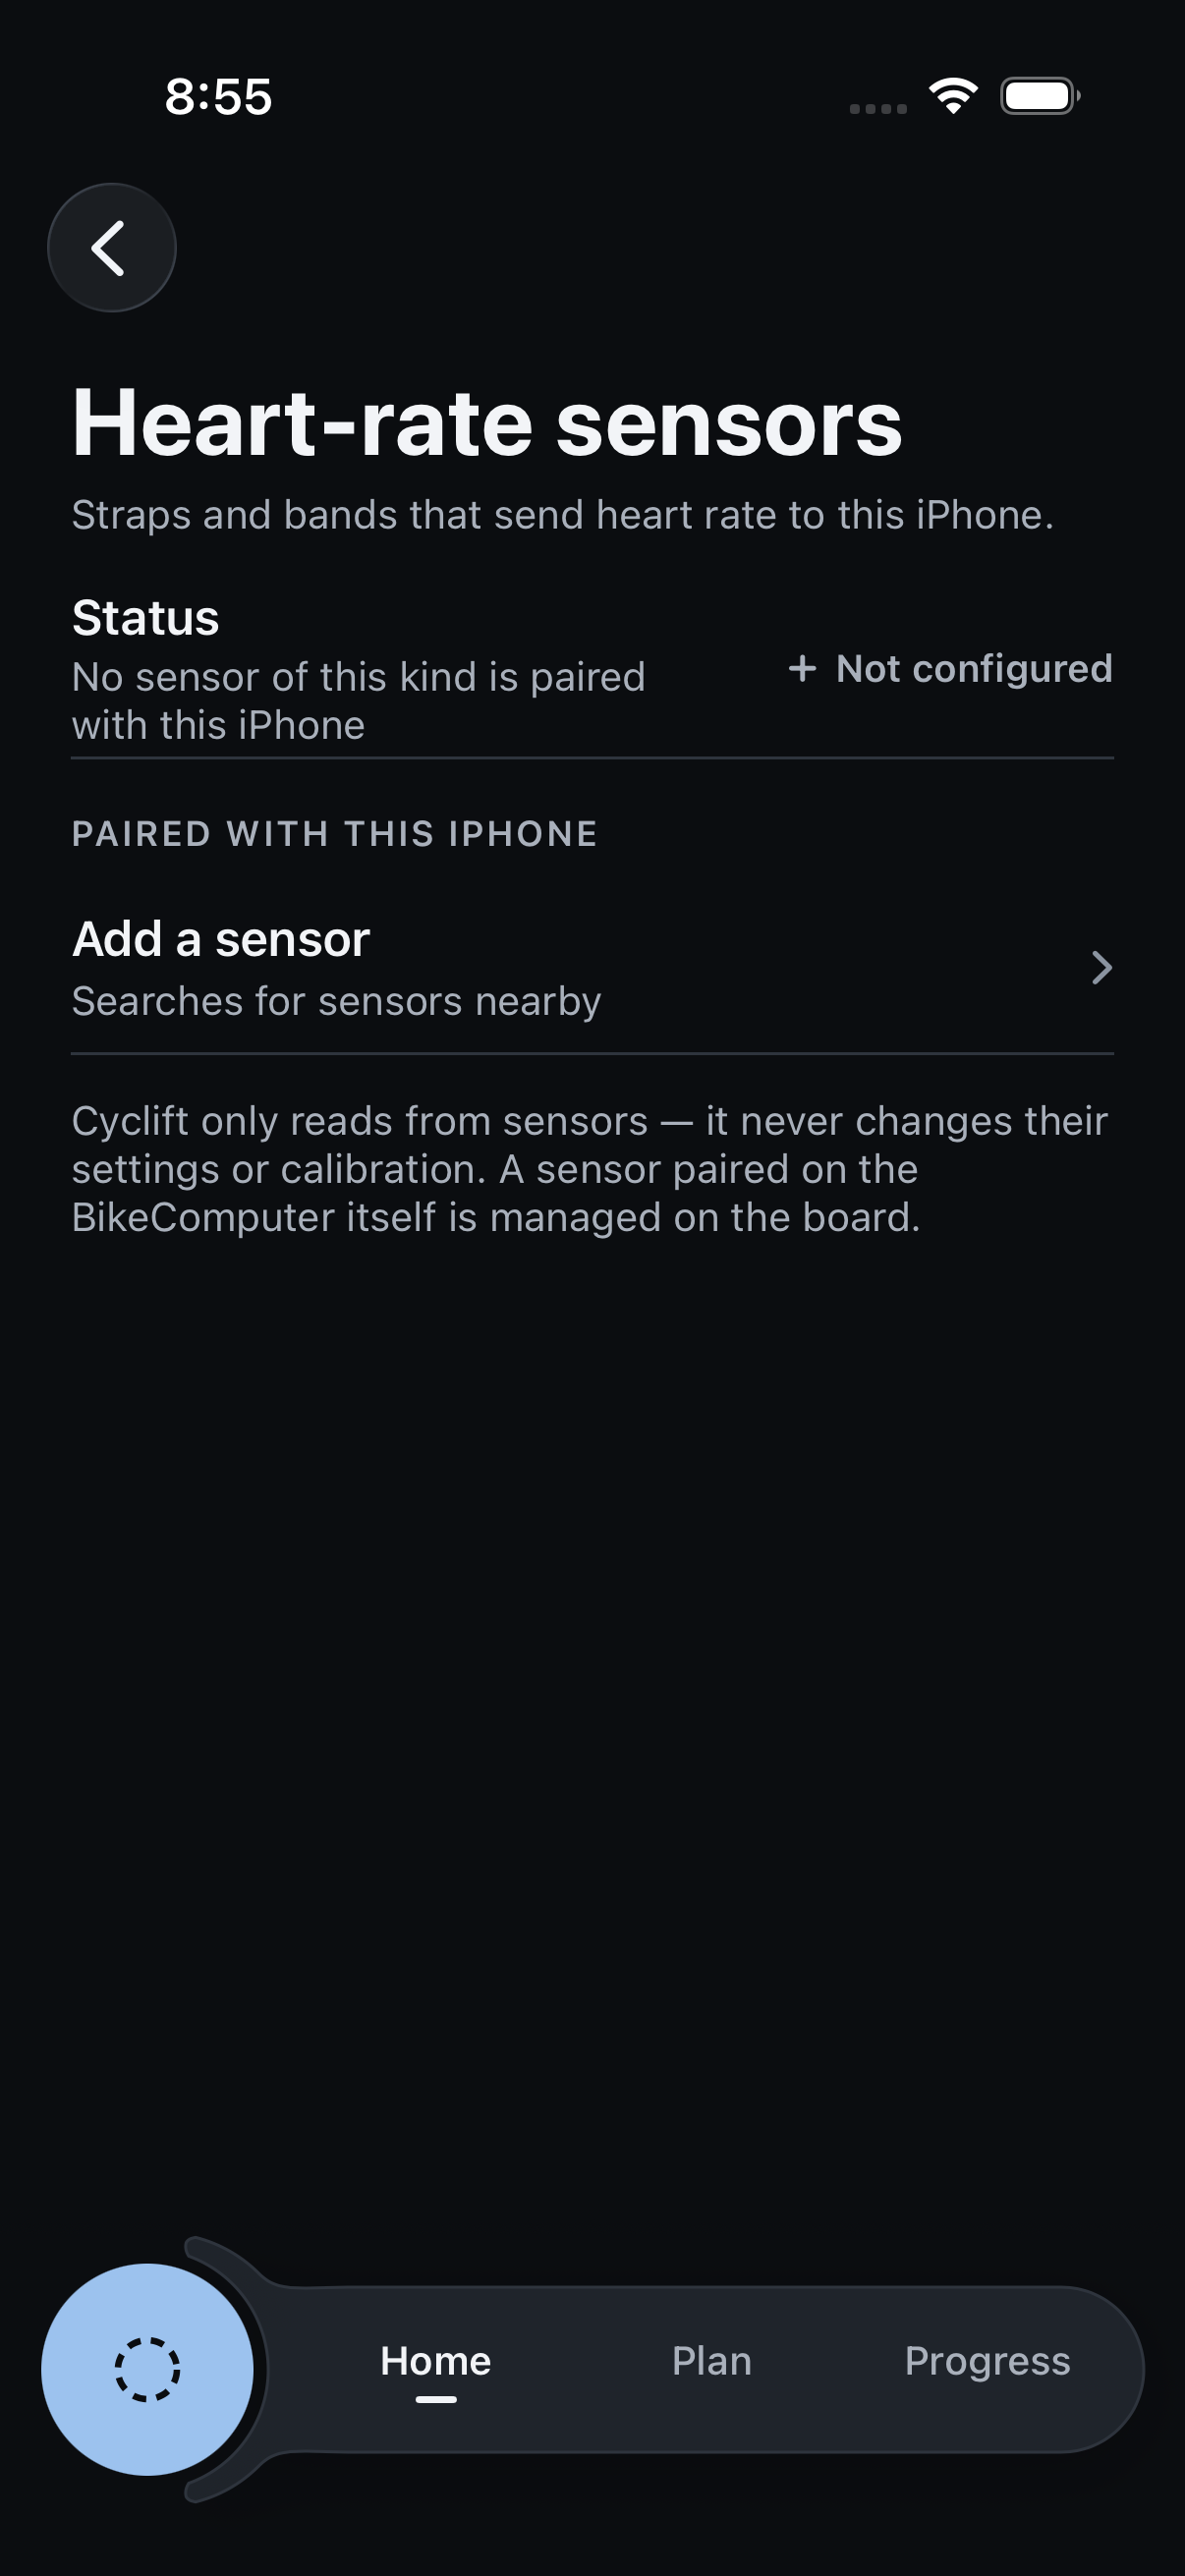 8:55
Heart-rate sensors
Straps and bands that send heart rate to this iPhone.
Status
No sensor of this kind is paired
with this iPhone
+ Not configured
PAIRED WITH THIS IPHONE
Add a sensor
Searches for sensors nearby
Cyclift only reads from sensors — it never changes their
settings or calibration. A sensor paired on the
BikeComputer itself is managed on the board.
Home
Plan
Progress